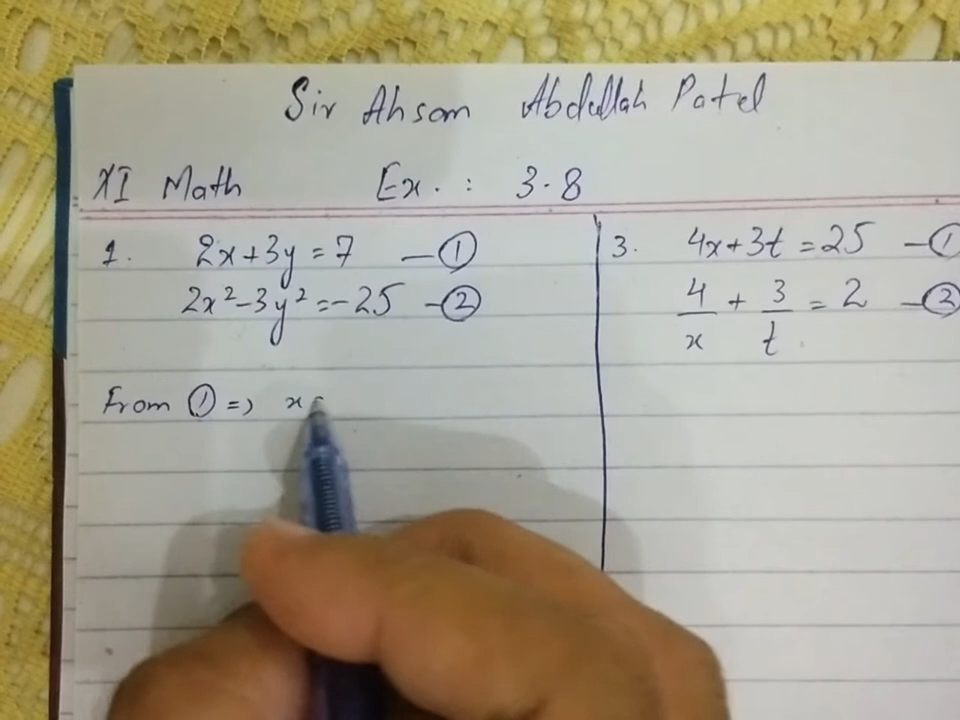 Sir Ahsan Abdullah Patel
XI Math Ex. : 3.8
1. 2x+3y=7 —①
2x²-3y²=-25 —②
From ① => x=
3. 4x+3t=25 —①
4/x + 3/t = 2 —②